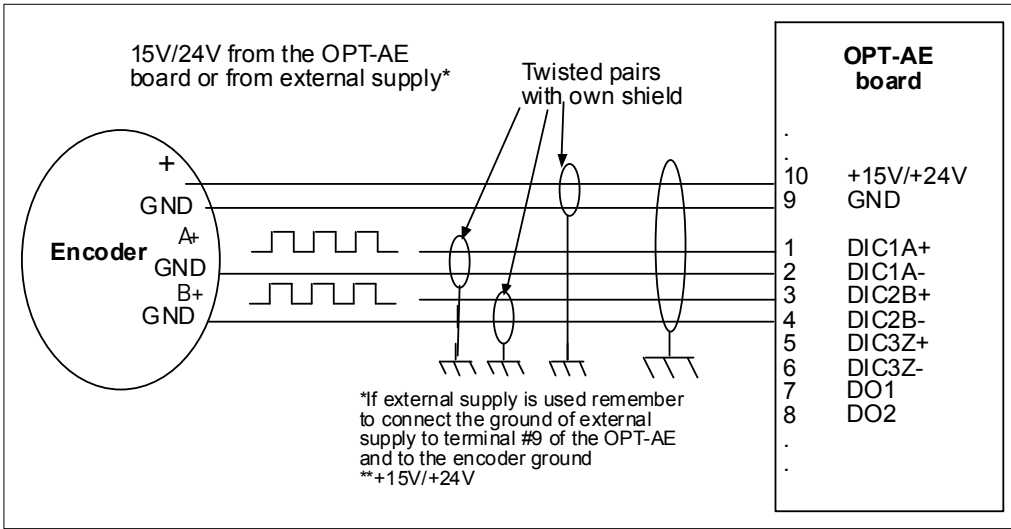 15V/24V from the OPT-AE
board or from external supply*
Twisted pairs
with own shield
OPT-AE
board
.
.
+
10 +15V/+24V
GND
9 GND
Encoder
A+
1 DIC1A+
GND
2 DIC1A-
B+
3 DIC2B+
GND
4 DIC2B-
5 DIC3Z+
6 DIC3Z-
7 DO1
8 DO2
.
.
*If external supply is used remember
to connect the ground of external
supply to terminal #9 of the OPT-AE
and to the encoder ground
**+15V/+24V